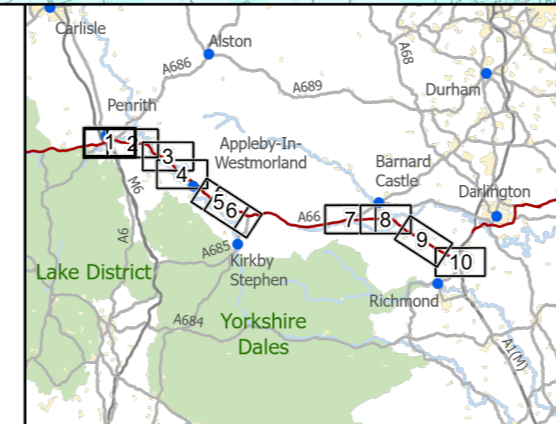 Carlisle
Alston
A686
A68
A689
Durham
Penrith
1
2
3
4
Appleby-In-
Westmorland
Barnard
Castle
Darlington
5
6
A66
7
8
9
10
M6
A6
A685
Kirkby
Stephen
Lake District
Richmond
A684
Yorkshire
Dales
A1(M)